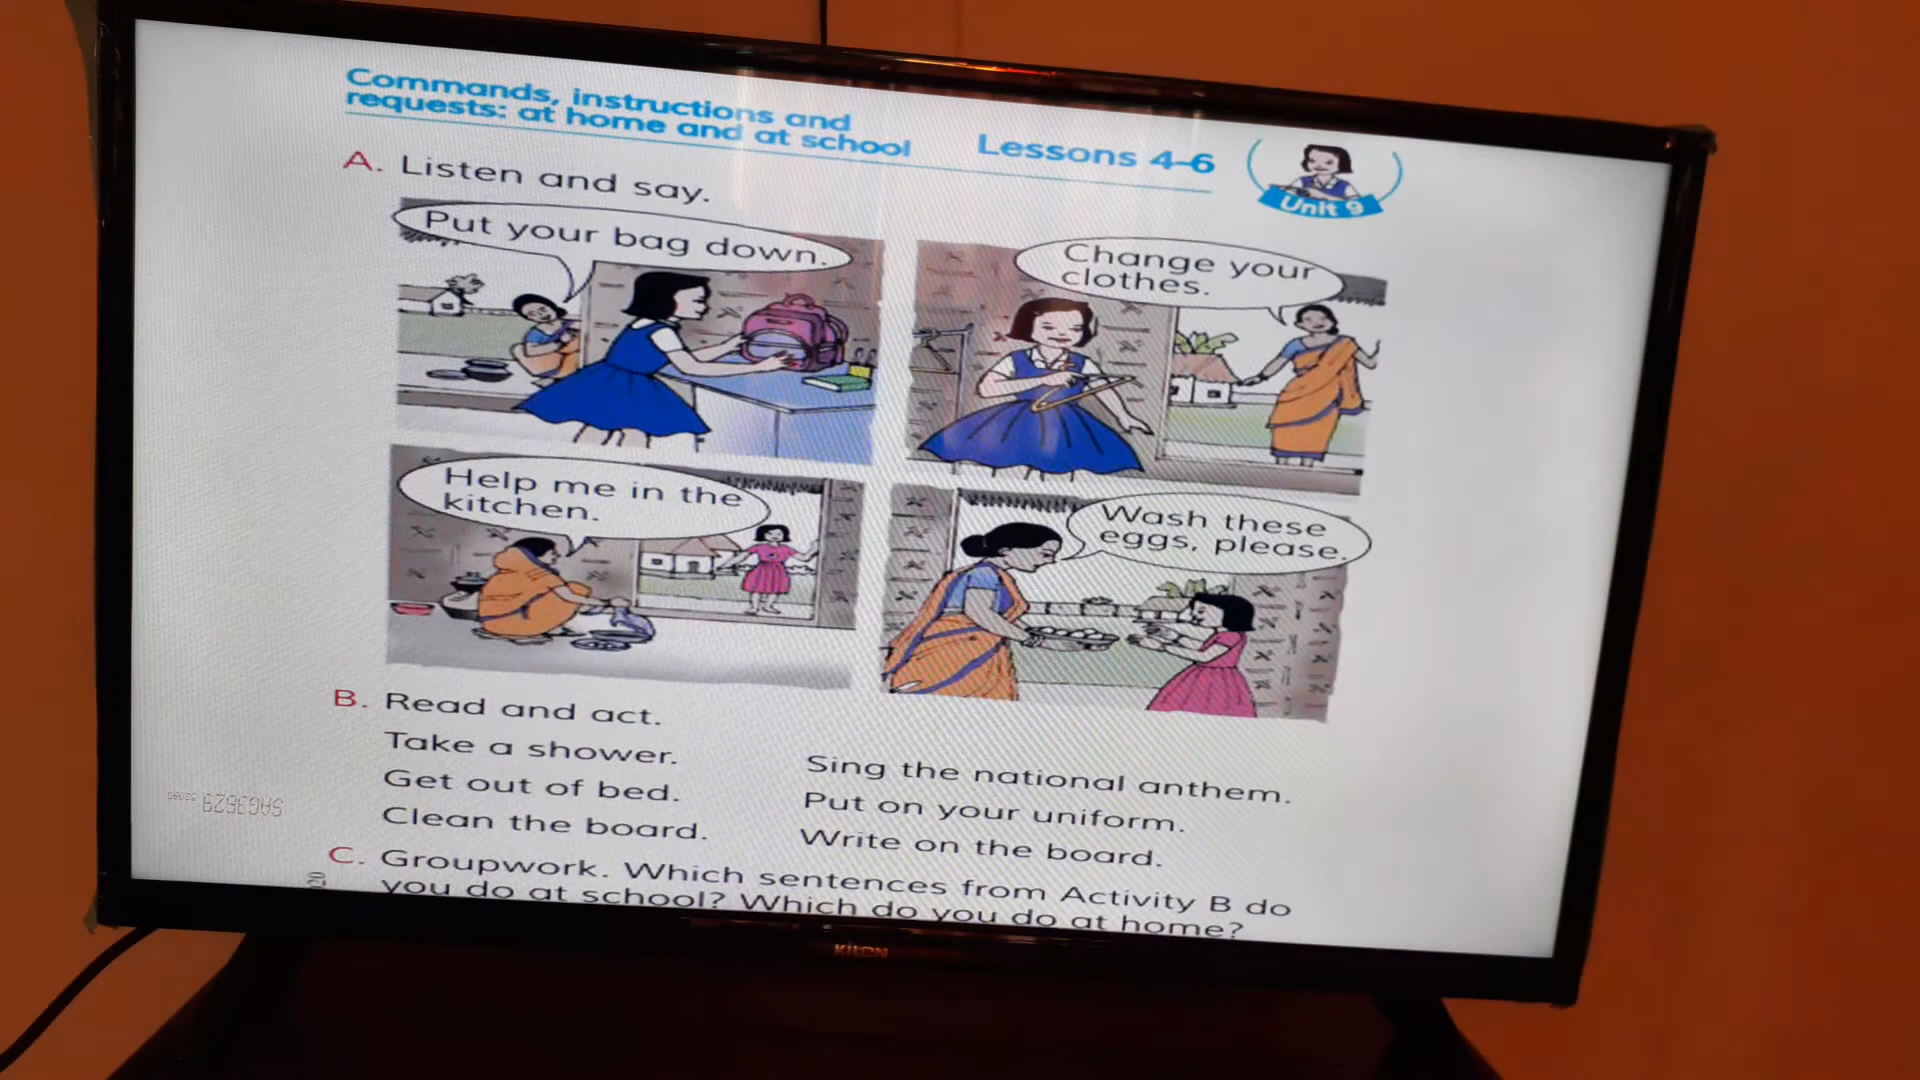 Commands, instructions and
requests: at home and at school
Lessons 4-6
Unit 9
A. Listen and say.
Put your bag down.
Change your
clothes.
Help me in the
kitchen.
Wash these
eggs, please.
B. Read and act.
Take a shower.
Get out of bed.
Clean the board.
Sing the national anthem.
Put on your uniform.
Write on the board.
C. Groupwork. Which sentences from Activity B do
you do at school? Which do you do at home?
KILON